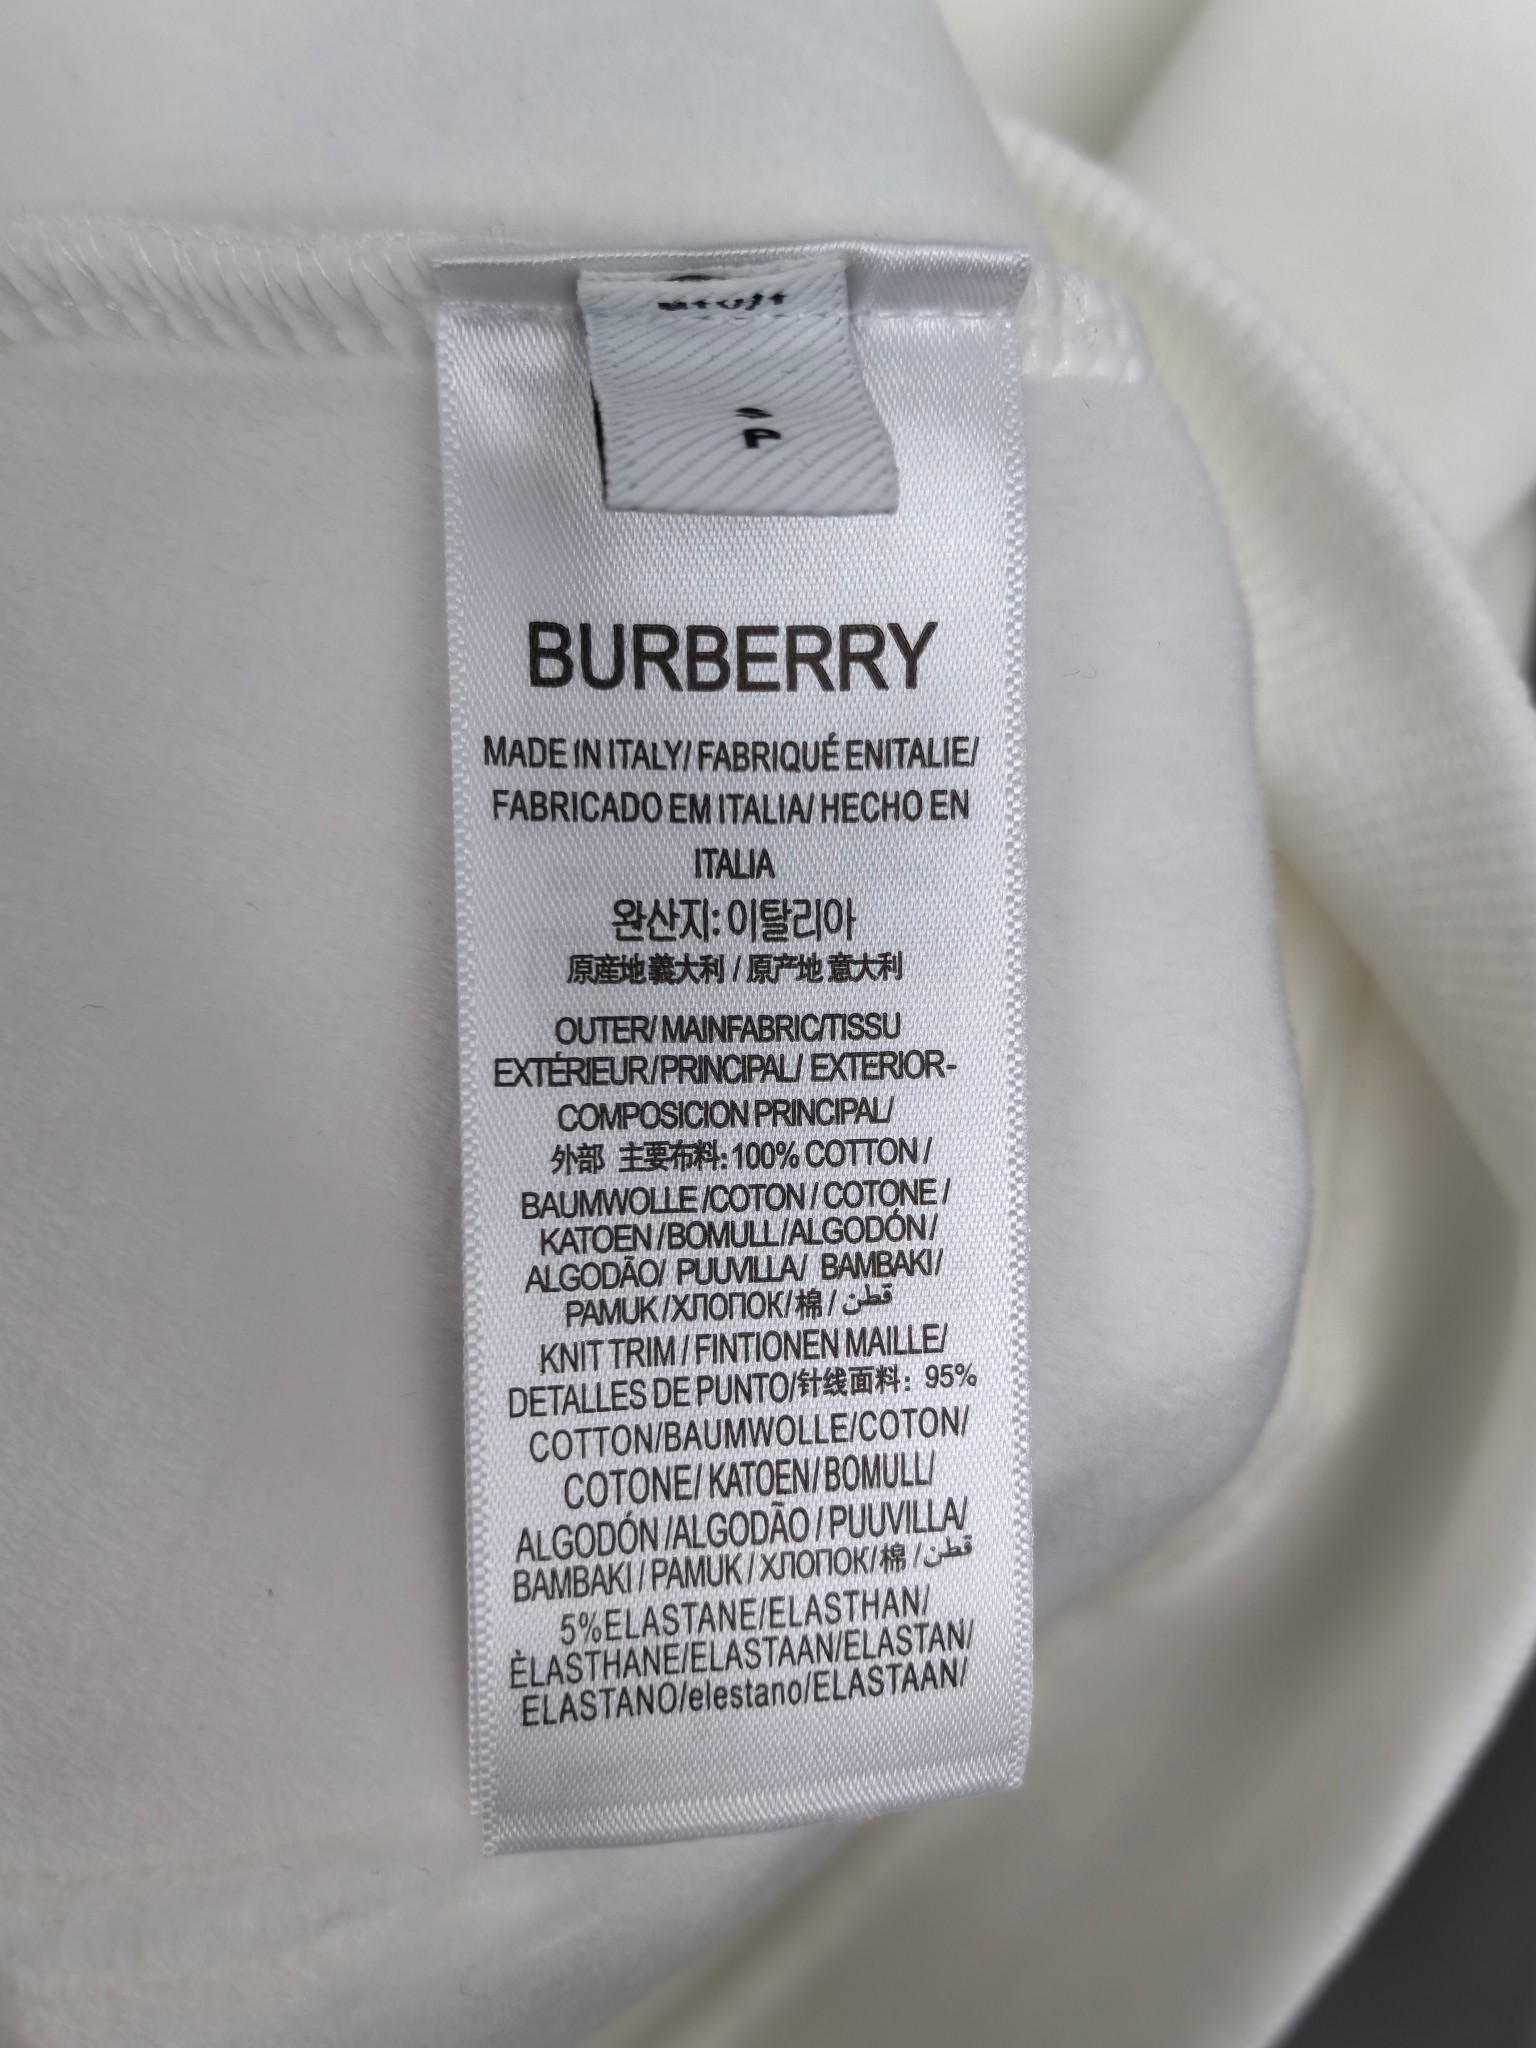 BURBERRY
MADE IN ITALY/ FABRIQUÉ ENITALIE/
FABRICADO EM ITALIA/ HECHO EN
ITALIA
완산지: 이탈리아
原産地 義大利 / 原产地 意大利
OUTER/ MAINFABRIC/TISSU
EXTÉRIEUR/PRINCIPAL/ EXTERIOR-
COMPOSICION PRINCIPAL/
外部 主要布料: 100% COTTON /
BAUMWOLLE /COTON / COTONE /
KATOEN /BOMULL/ALGODÓN/
ALGODÃO/ PUUVILLA/ BAMBAKI/
PAMUK /ХЛОПОК/ 棉 / قطن
KNIT TRIM / FINTIONEN MAILLE/
DETALLES DE PUNTO/针线面料: 95%
COTTON/BAUMWOLLE/COTON/
COTONE/ KATOEN/ BOMULL/
ALGODÓN /ALGODÃO / PUUVILLA/
BAMBAKI / PAMUK / ХЛОПОК/ 棉 / قطن
5%ELASTANE/ELASTHAN/
ÈLASTHANE/ELASTAAN/ELASTAN/
ELASTANO/elestano/ELASTAAN/